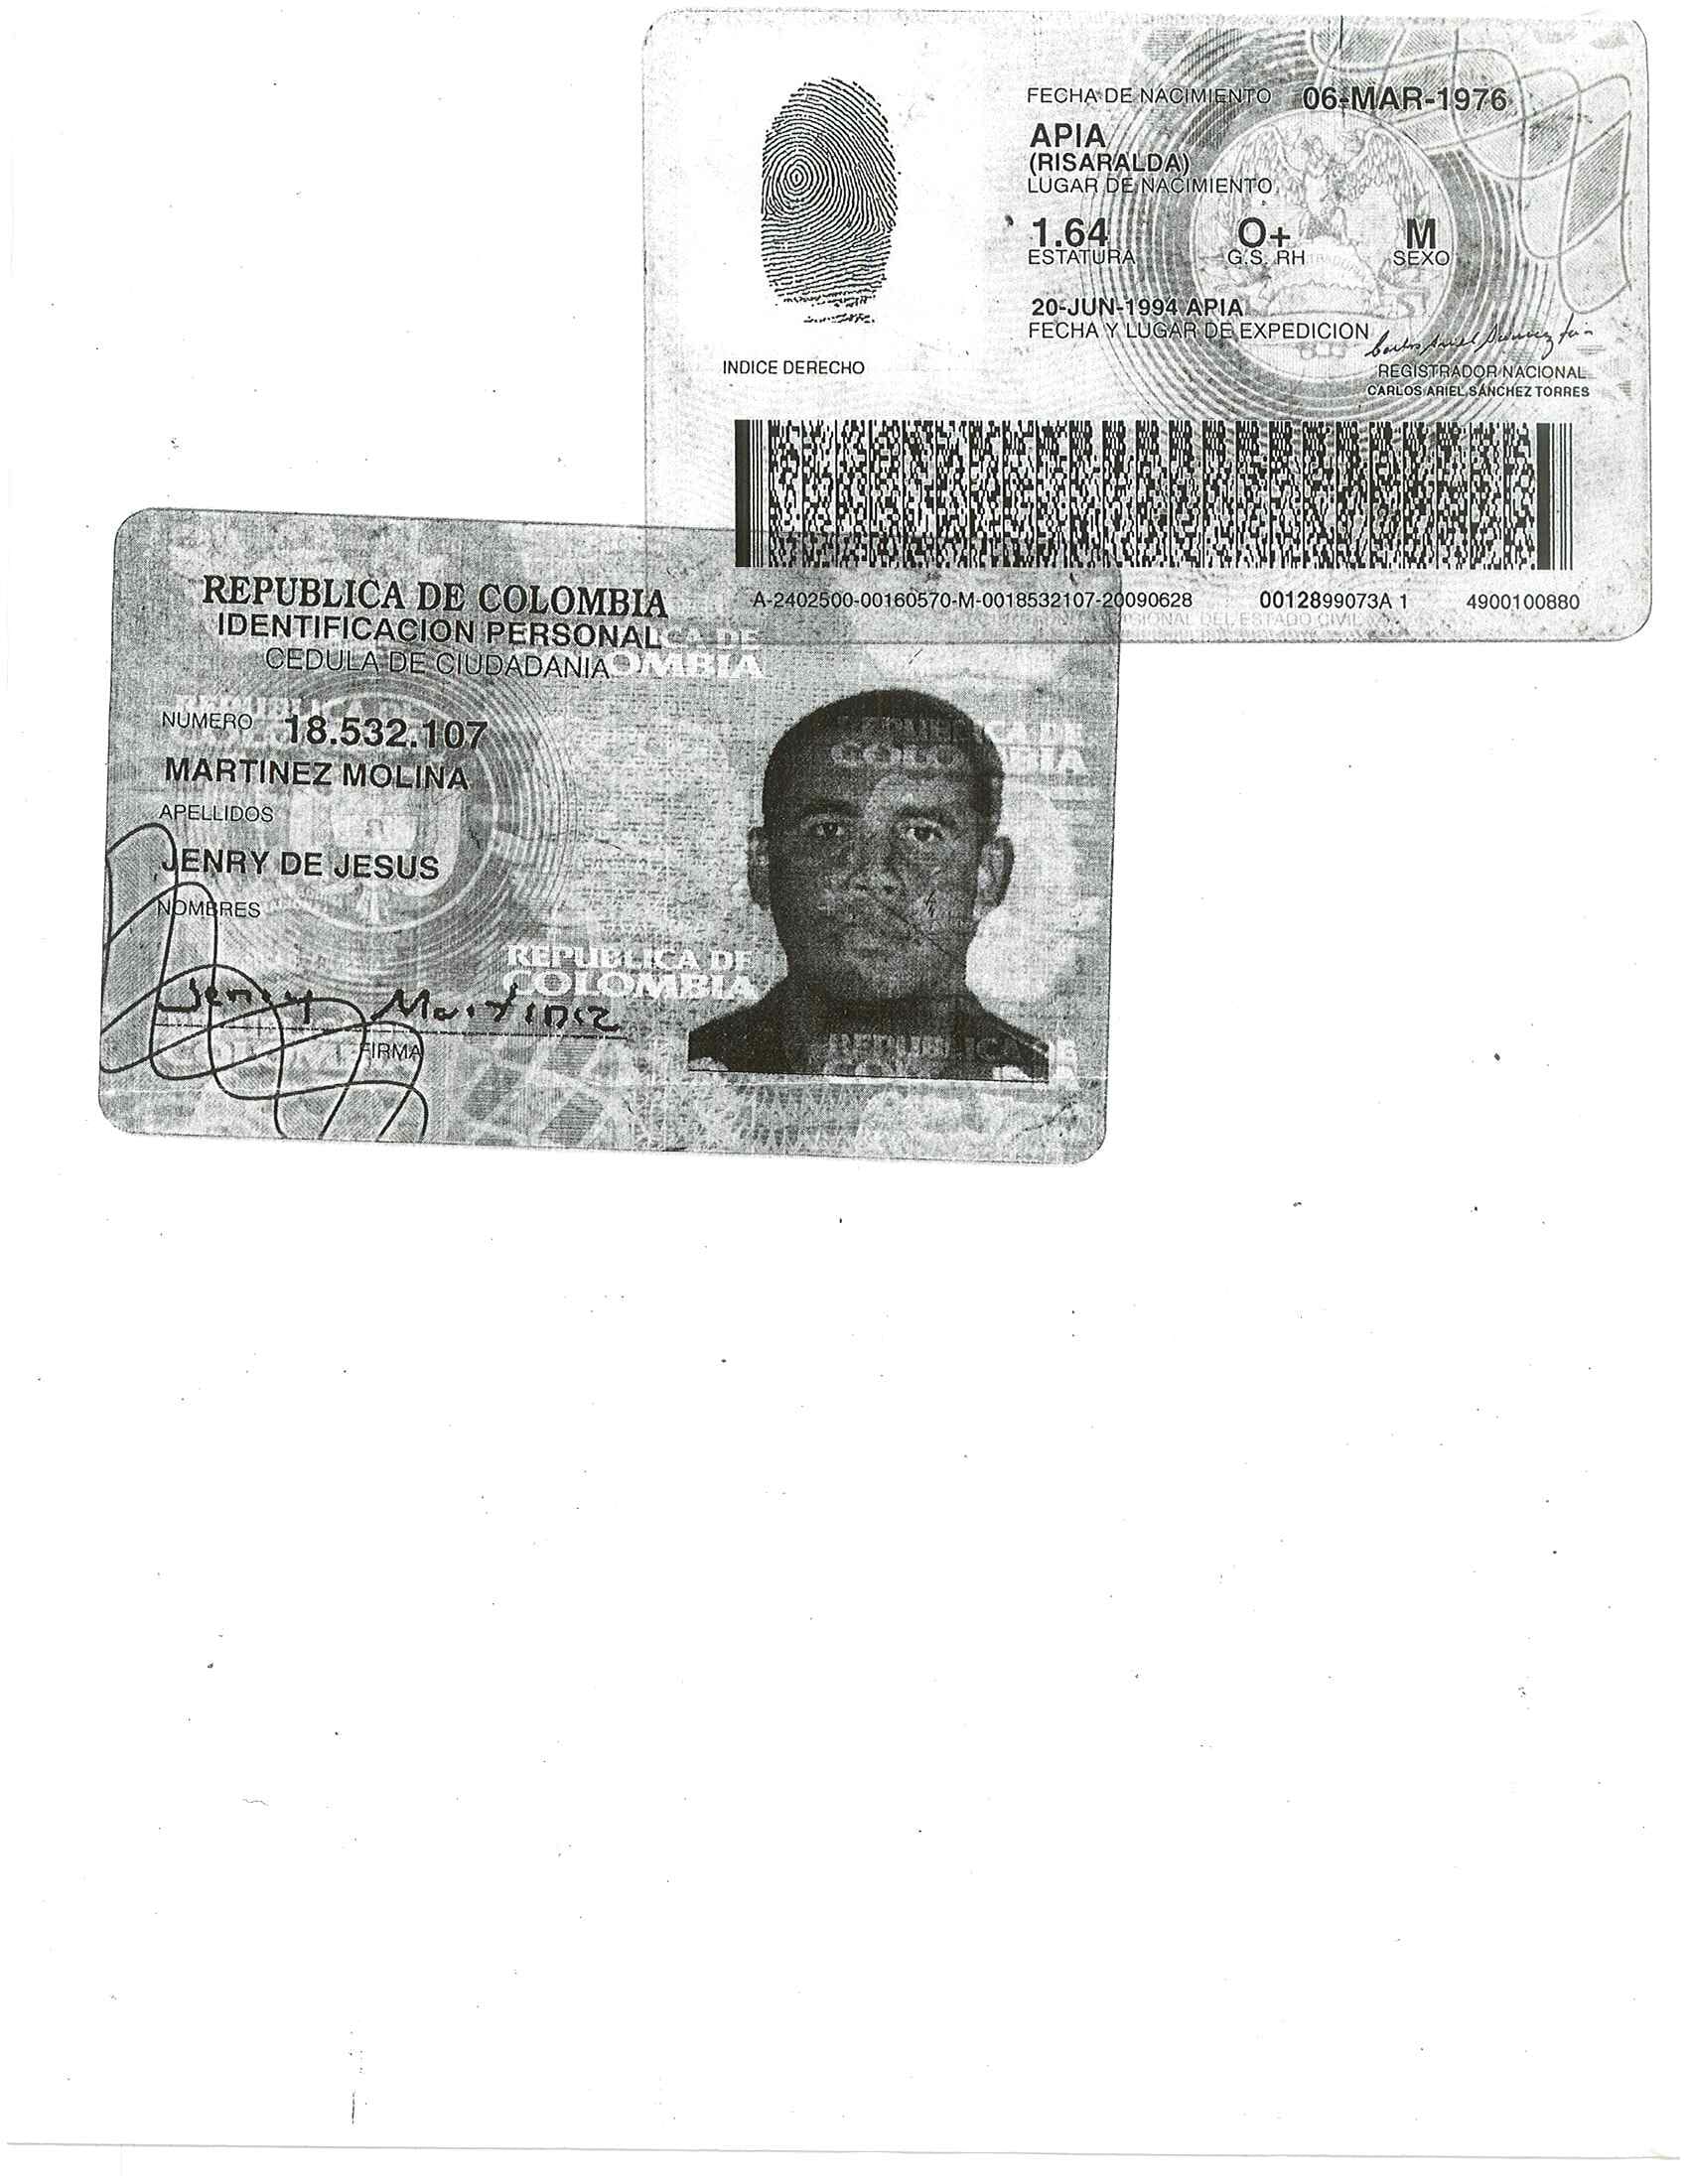 FECHA DE NACIMIENTO 06-MAR-1976
APIA
(RISARALDA)
LUGAR DE NACIMIENTO
1.64 O+ M
ESTATURA G.S. RH SEXO
20-JUN-1994 APIA
FECHA Y LUGAR DE EXPEDICION
INDICE DERECHO
REGISTRADOR NACIONAL
CARLOS ARIEL SÁNCHEZ TORRES
A-2402500-00160570-M-0018532107-20090628 0012899073A 1 4900100880
REPUBLICA DE COLOMBIA
IDENTIFICACION PERSONAL
CEDULA DE CIUDADANIA
NUMERO 18.532.107
MARTINEZ MOLINA
APELLIDOS
JENRY DE JESUS
NOMBRES
REPUBLICA DE
COLOMBIA
Jenry Martinez
FIRMA